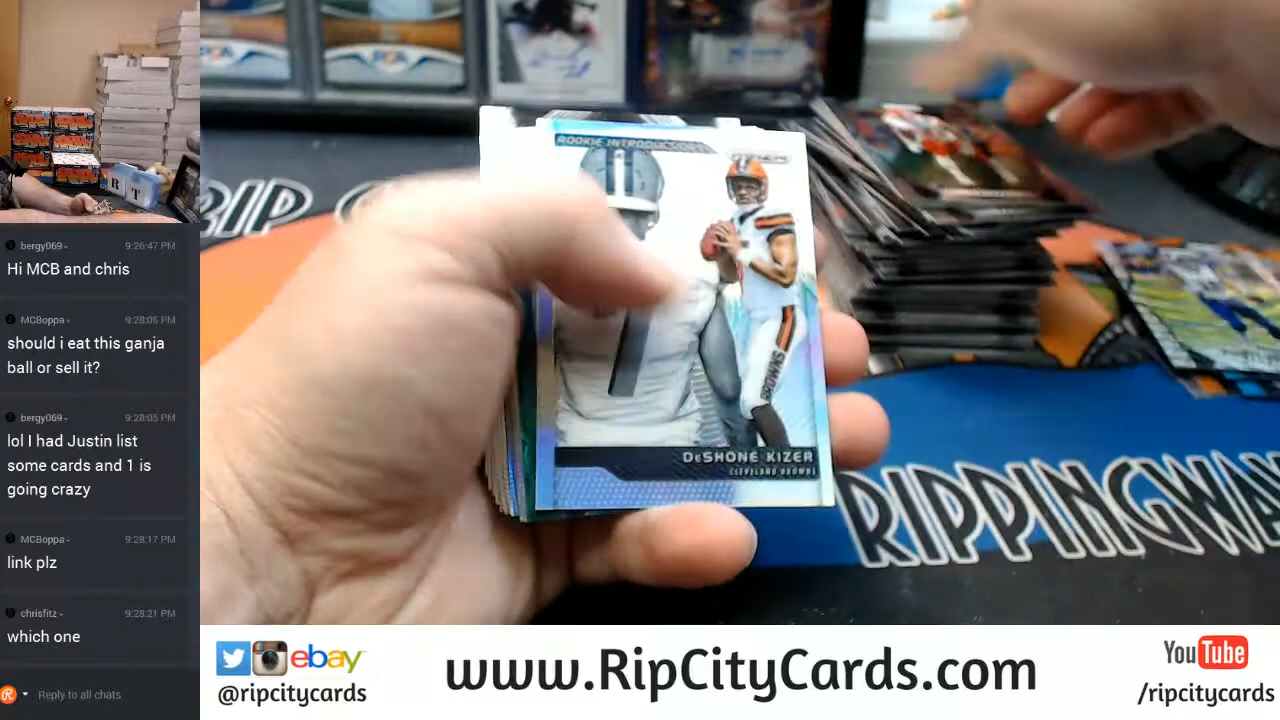 bergy069- 9:26:47 PM
Hi MCB and chris
MCBoppa- 9:28:05 PM
should i eat this ganja
ball or sell it?
bergy069- 9:28:05 PM
lol I had Justin list
some cards and 1 is
going crazy
MCBoppa- 9:28:17 PM
link plz
chrisfitz- 9:28:21 PM
which one
Reply to all chats
R T
RIP
ROOKIE INTRODUCTION
BROWNS
DeSHONE KIZER
CLEVELAND BROWNS
RIPPINGWA
ebay
@ripcitycards
www.RipCityCards.com
YouTube
/ripcitycards